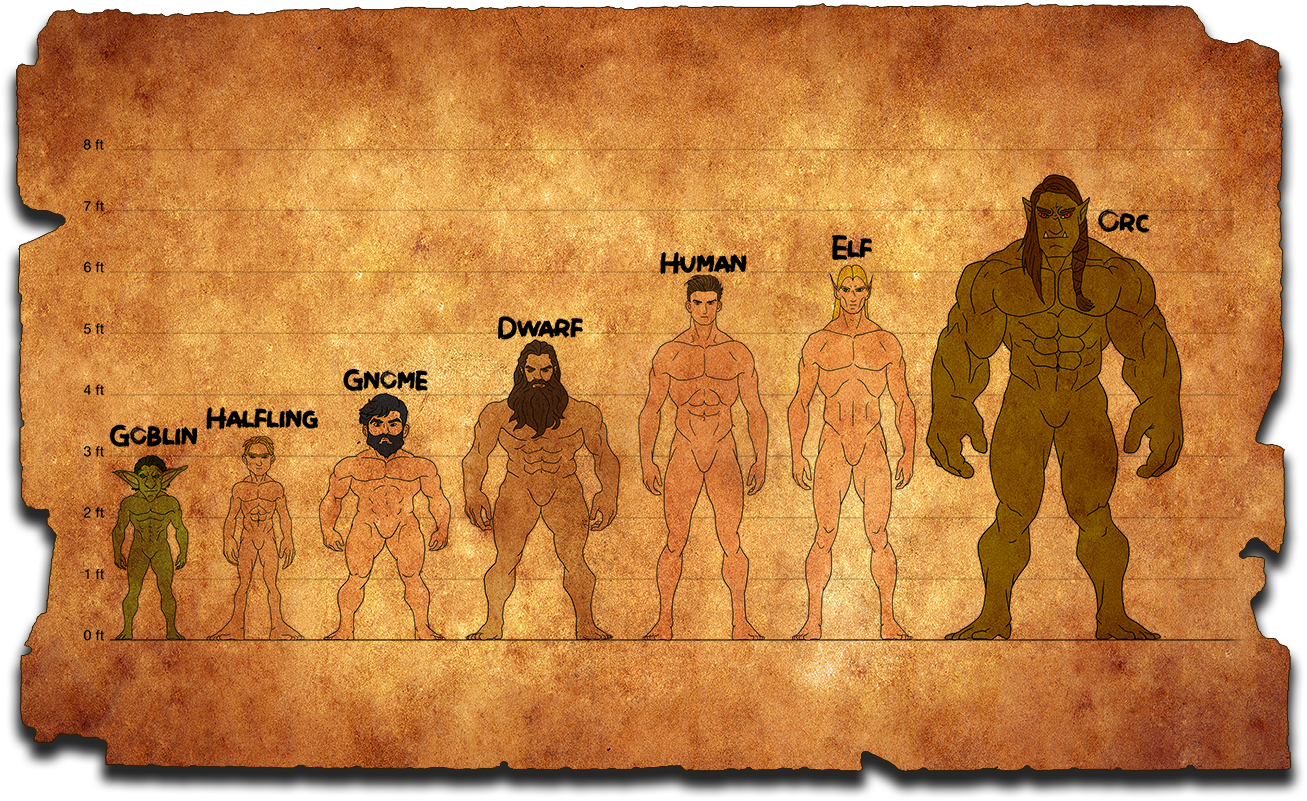 8 ft
7 ft
6 ft
5 ft
4 ft
3 ft
2 ft
1 ft
0 ft
GOBLIN
HALFLING
GNOME
DWARF
HUMAN
ELF
ORC